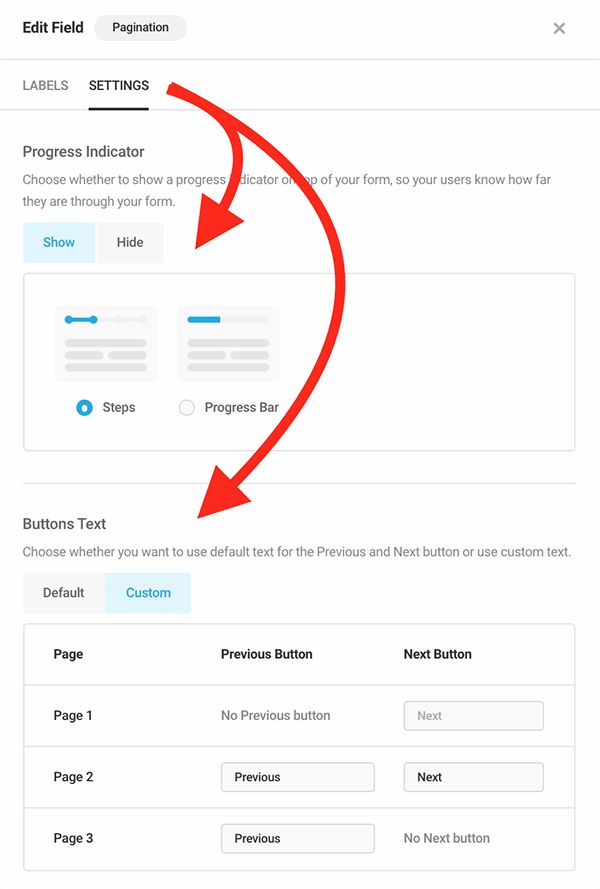 Edit Field Pagination
LABELS SETTINGS
Progress Indicator
Choose whether to show a progress indicator on top of your form, so your users know how far
they are through your form.
Show Hide
Steps Progress Bar
Buttons Text
Choose whether you want to use default text for the Previous and Next button or use custom text.
Default Custom
Page Previous Button Next Button
Page 1 No Previous button Next
Page 2 Previous Next
Page 3 Previous No Next button